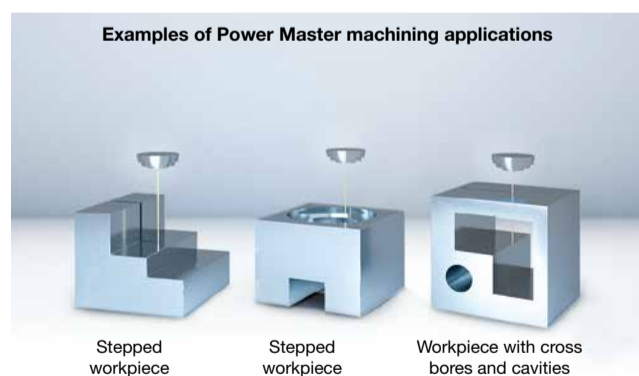 Examples of Power Master machining applications
Stepped
workpiece
Stepped
workpiece
Workpiece with cross
bores and cavities